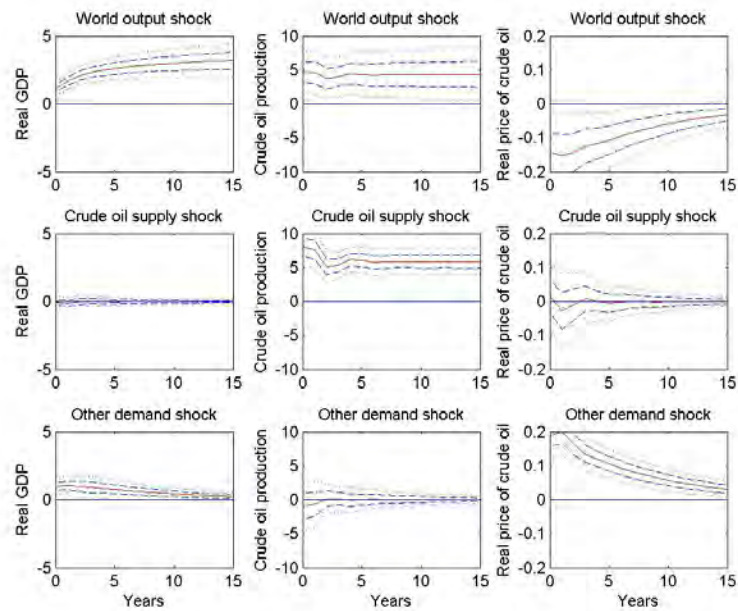 World output shock
Real GDP
5
0
-5
0 5 10 15
World output shock
Crude oil production
10
5
0
-5
-10
0 5 10 15
World output shock
Real price of crude oil
0.2
0.1
0
-0.1
-0.2
0 5 10 15
Crude oil supply shock
Real GDP
5
0
-5
0 5 10 15
Crude oil supply shock
Crude oil production
10
5
0
-5
-10
0 5 10 15
Crude oil supply shock
Real price of crude oil
0.2
0.1
0
-0.1
-0.2
0 5 10 15
Other demand shock
Real GDP
5
0
-5
0 5 10 15
Years
Other demand shock
Crude oil production
10
5
0
-5
-10
0 5 10 15
Years
Other demand shock
Real price of crude oil
0.2
0.1
0
-0.1
-0.2
0 5 10 15
Years